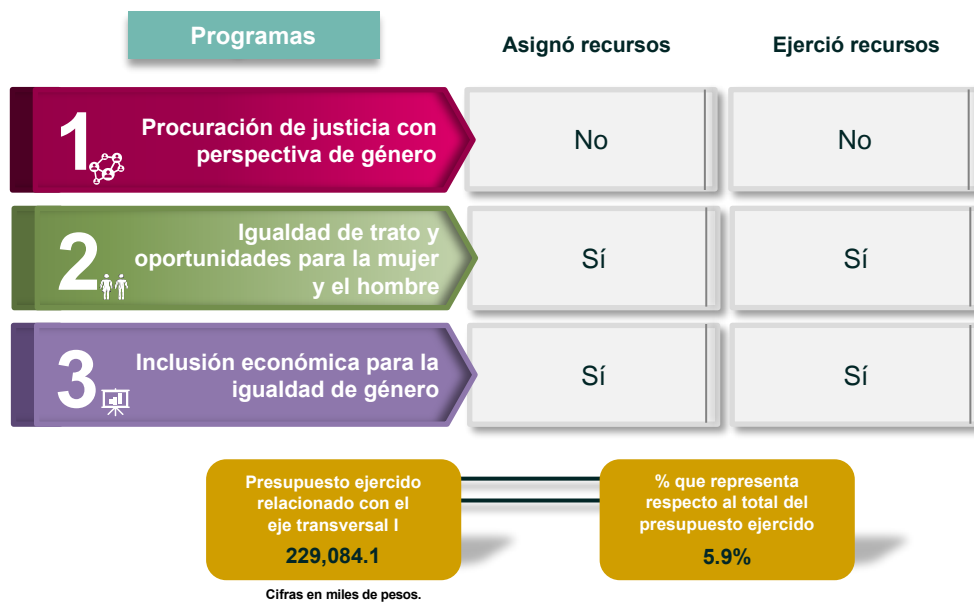 Programas
Asignó recursos
Ejerció recursos
1
Procuración de justicia con
perspectiva de género
No
No
2
Igualdad de trato y
oportunidades para la mujer
y el hombre
Sí
Sí
3
Inclusión económica para la
igualdad de género
Sí
Sí
Presupuesto ejercido
relacionado con el
eje transversal I
229,084.1
% que representa
respecto al total del
presupuesto ejercido
5.9%
Cifras en miles de pesos.